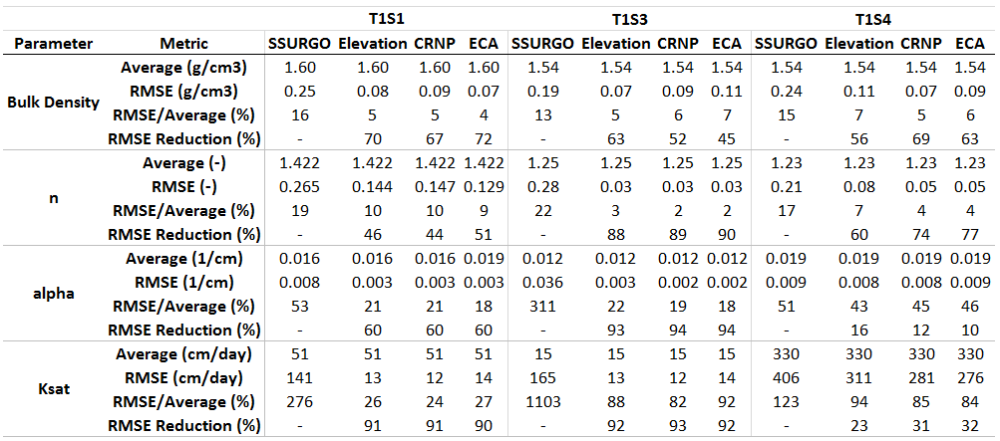 T1S1 T1S3 T1S4
Parameter Metric SSURGO Elevation CRNP ECA SSURGO Elevation CRNP ECA SSURGO Elevation CRNP ECA
Average (g/cm3) 1.60 1.60 1.60 1.60 1.54 1.54 1.54 1.54 1.54 1.54 1.54 1.54
RMSE (g/cm3) 0.25 0.08 0.09 0.07 0.19 0.07 0.09 0.11 0.24 0.11 0.07 0.09
Bulk Density
RMSE/Average (%) 16 5 5 4 13 5 6 7 15 7 5 6
RMSE Reduction (%) - 70 67 72 - 63 52 45 - 56 69 63
Average (-) 1.422 1.422 1.422 1.422 1.25 1.25 1.25 1.25 1.23 1.23 1.23 1.23
RMSE (-) 0.265 0.144 0.147 0.129 0.28 0.03 0.03 0.03 0.21 0.08 0.05 0.05
n
RMSE/Average (%) 19 10 10 9 22 3 2 2 17 7 4 4
RMSE Reduction (%) - 46 44 51 - 88 89 90 - 60 74 77
Average (1/cm) 0.016 0.016 0.016 0.019 0.012 0.012 0.012 0.012 0.019 0.019 0.019 0.019
RMSE (1/cm) 0.008 0.003 0.003 0.003 0.036 0.003 0.002 0.002 0.009 0.008 0.008 0.009
alpha
RMSE/Average (%) 53 21 21 18 311 22 19 18 51 43 45 46
RMSE Reduction (%) - 60 60 60 - 93 94 94 - 16 12 10
Average (cm/day) 51 51 51 51 15 15 15 15 330 330 330 330
RMSE (cm/day) 141 13 12 14 165 13 12 14 406 311 281 276
Ksat
RMSE/Average (%) 276 26 24 27 1103 88 82 92 123 94 85 84
RMSE Reduction (%) - 91 91 90 - 92 93 92 - 23 31 32